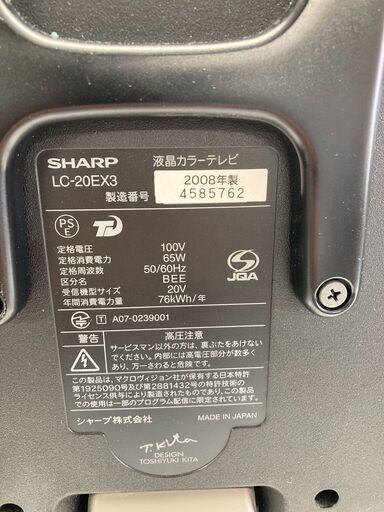 SHARP 液晶カラーテレビ
LC-20EX3
製造番号 2008年製
4585762
PS
E
定格電圧 100V
定格消費電力 65W
定格周波数 50/60Hz
区分名 BEE
受信機型サイズ 20V
年間消費電力量 76kWh/年
JQA
T A07-0239001
警告 高圧注意
サービスマン以外の方は、裏ぶたをあけないで
ください。内部には高電圧部分が数多く
あり、万一さわると危険です。
この製品は、マクロヴィジョン社が保有する日本特許
第1925090号及び第2881432号の特許技術の
ライセンス供与により製造されたもので、この製品
での使用は一部のプログラム配信に限定されています。
シャープ株式会社 MADE IN JAPAN
T. Kita
DESIGN
TOSHIYUKI KITA